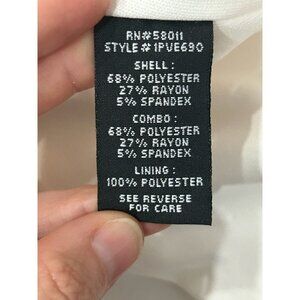 RN#58011
STYLE#1PVE690
SHELL:
68% POLYESTER
27% RAYON
5% SPANDEX
COMBO:
68% POLYESTER
27% RAYON
5% SPANDEX
LINING:
100% POLYESTER
SEE REVERSE
FOR CARE